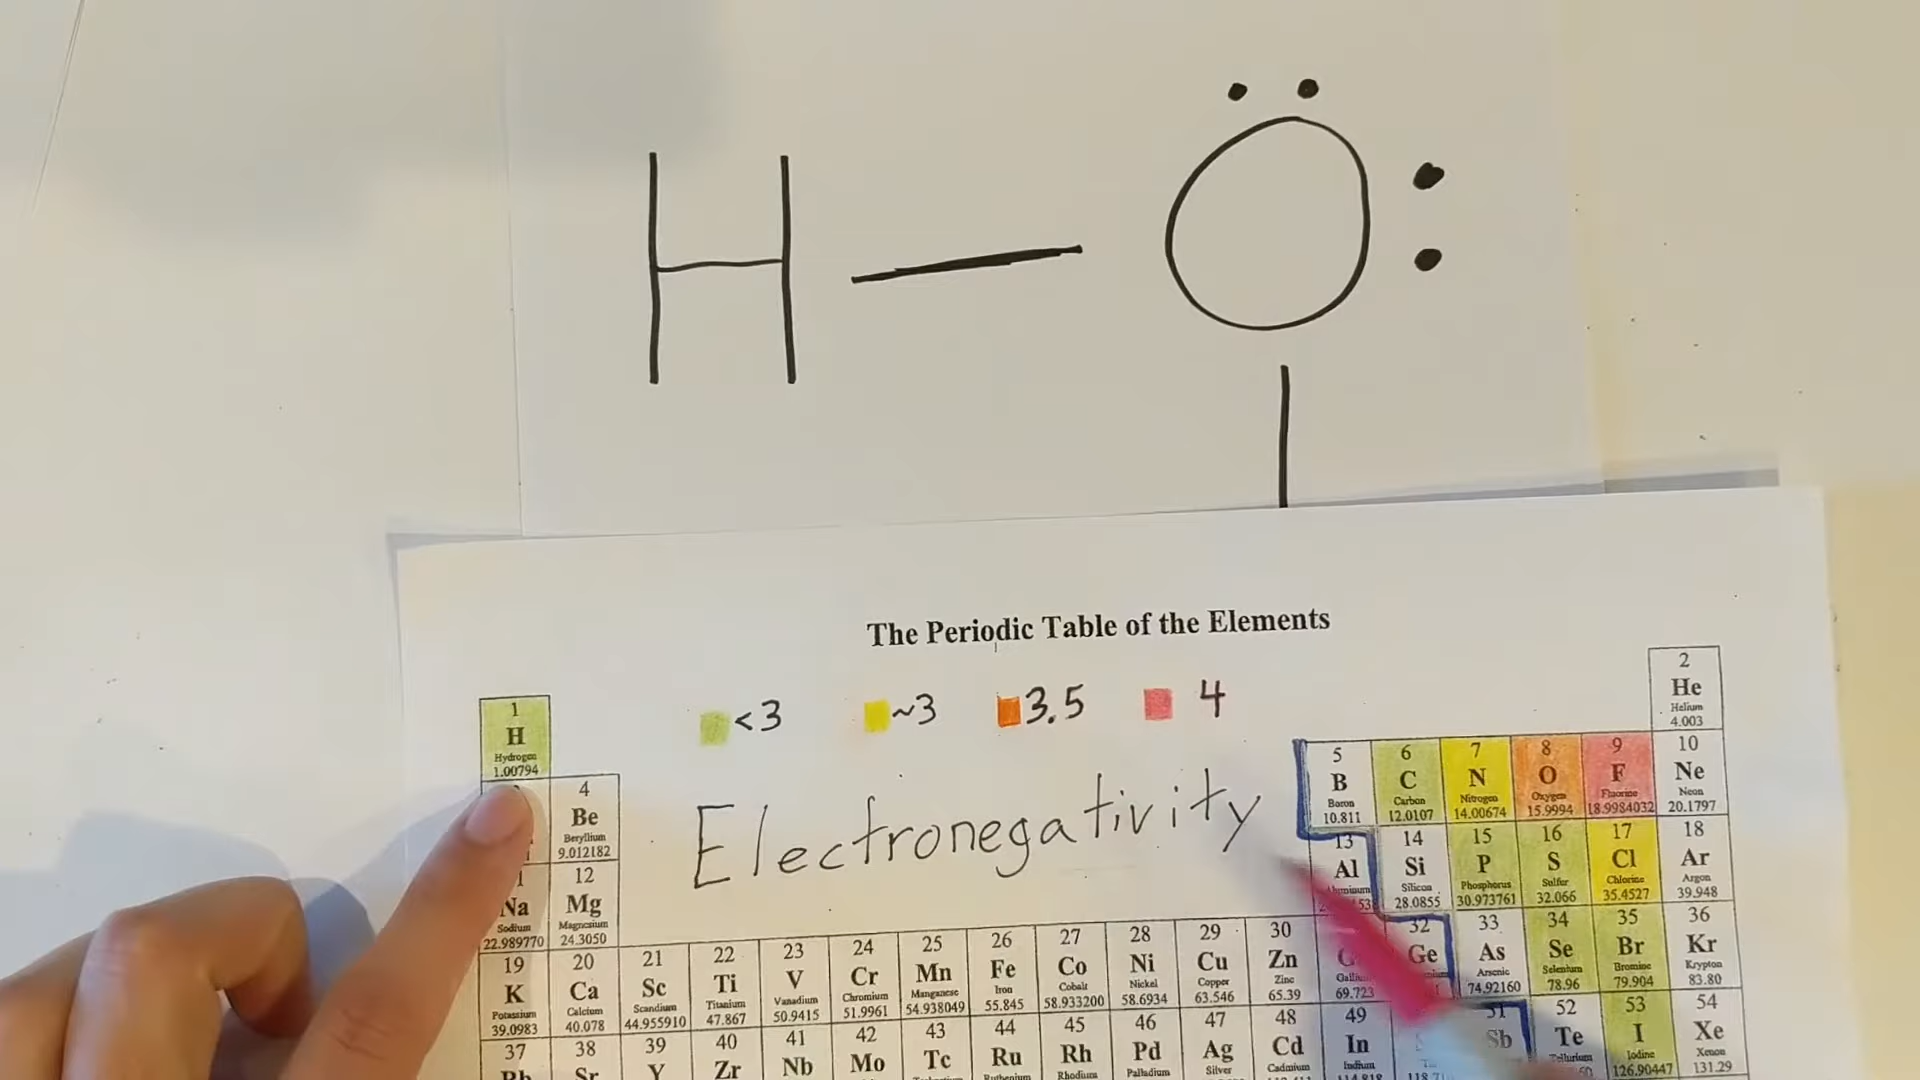 H — O
The Periodic Table of the Elements
<3 ~3 3.5 4
Electronegativity
1
H
Hydrogen
1.00794
2
He
Helium
4.003
4
Be
Beryllium
9.012182
5
B
Boron
10.811
6
C
Carbon
12.0107
7
N
Nitrogen
14.00674
8
O
Oxygen
15.9994
9
F
Fluorine
18.9984032
10
Ne
Neon
20.1797
Na
Sodium
22.989770
12
Mg
Magnesium
24.3050
13
Al
14
Si
Silicon
28.0855
15
P
Phosphorus
30.973761
16
S
Sulfer
32.066
17
Cl
Chlorine
35.4527
18
Ar
Argon
39.948
19
K
Potassium
39.0983
20
Ca
Calcium
40.078
21
Sc
Scandium
44.955910
22
Ti
Titanium
47.867
23
V
Vanadium
50.9415
24
Cr
Chromium
51.9961
25
Mn
Manganese
54.938049
26
Fe
Iron
55.845
27
Co
Cobalt
58.933200
28
Ni
Nickel
58.6934
29
Cu
Copper
63.546
30
Zn
Zinc
65.39
69.723
32
Ge
33
As
Arsenic
74.92160
34
Se
Selenium
78.96
35
Br
Bromine
79.904
36
Kr
Krypton
83.80
37
Rb
38
Sr
39
Y
40
Zr
41
Nb
42
Mo
43
Tc
44
Ru
Ruthenium
45
Rh
Rhodium
46
Pd
Palladium
47
Ag
Silver
48
Cd
Cadmium
49
In
Indium
51
Sb
52
Te
Tellurium
53
I
Iodine
126.90447
54
Xe
Xenon
131.29